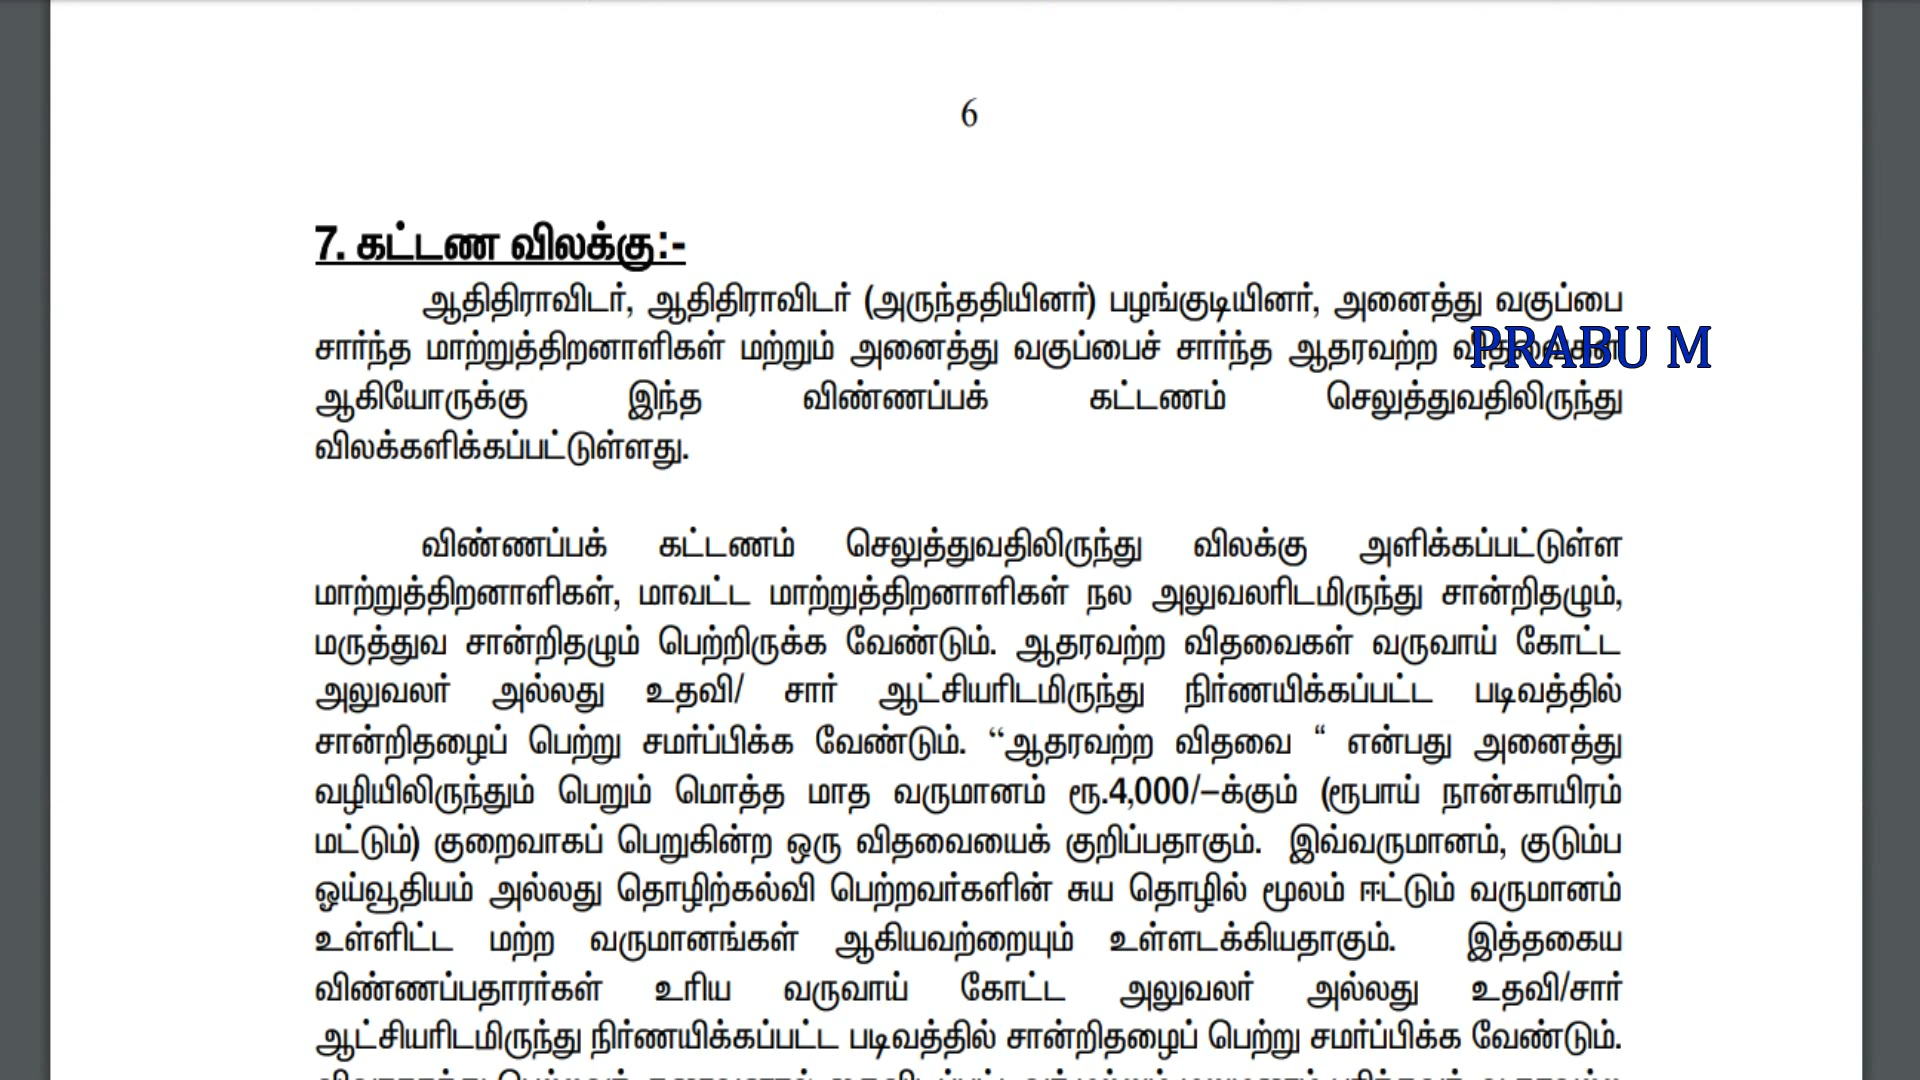 6
7. கட்டண விலக்கு:-
ஆதிதிராவிடர், ஆதிதிராவிடர் (அருந்ததியினர்) பழங்குடியினர், அனைத்து வகுப்பை
சார்ந்த மாற்றுத்திறனாளிகள் மற்றும் அனைத்து வகுப்பைச் சார்ந்த ஆதரவற்ற
PRABU M
ஆகியோருக்கு இந்த விண்ணப்பக் கட்டணம் செலுத்துவதிலிருந்து
விலக்களிக்கப்பட்டுள்ளது.
விண்ணப்பக் கட்டணம் செலுத்துவதிலிருந்து விலக்கு அளிக்கப்பட்டுள்ள
மாற்றுத்திறனாளிகள், மாவட்ட மாற்றுத்திறனாளிகள் நல அலுவலரிடமிருந்து சான்றிதழும்,
மருத்துவ சான்றிதழும் பெற்றிருக்க வேண்டும். ஆதரவற்ற விதவைகள் வருவாய் கோட்ட
அலுவலர் அல்லது உதவி/ சார் ஆட்சியரிடமிருந்து நிர்ணயிக்கப்பட்ட படிவத்தில்
சான்றிதழைப் பெற்று சமர்ப்பிக்க வேண்டும். “ஆதரவற்ற விதவை “ என்பது அனைத்து
வழியிலிருந்தும் பெறும் மொத்த மாத வருமானம் ரூ.4,000/–க்கும் (ரூபாய் நான்காயிரம்
மட்டும்) குறைவாகப் பெறுகின்ற ஒரு விதவையைக் குறிப்பதாகும். இவ்வருமானம், குடும்ப
ஓய்வூதியம் அல்லது தொழிற்கல்வி பெற்றவர்களின் சுய தொழில் மூலம் ஈட்டும் வருமானம்
உள்ளிட்ட மற்ற வருமானங்கள் ஆகியவற்றையும் உள்ளடக்கியதாகும். இத்தகைய
விண்ணப்பதாரர்கள் உரிய வருவாய் கோட்ட அலுவலர் அல்லது உதவி/சார்
ஆட்சியரிடமிருந்து நிர்ணயிக்கப்பட்ட படிவத்தில் சான்றிதழைப் பெற்று சமர்ப்பிக்க வேண்டும்.